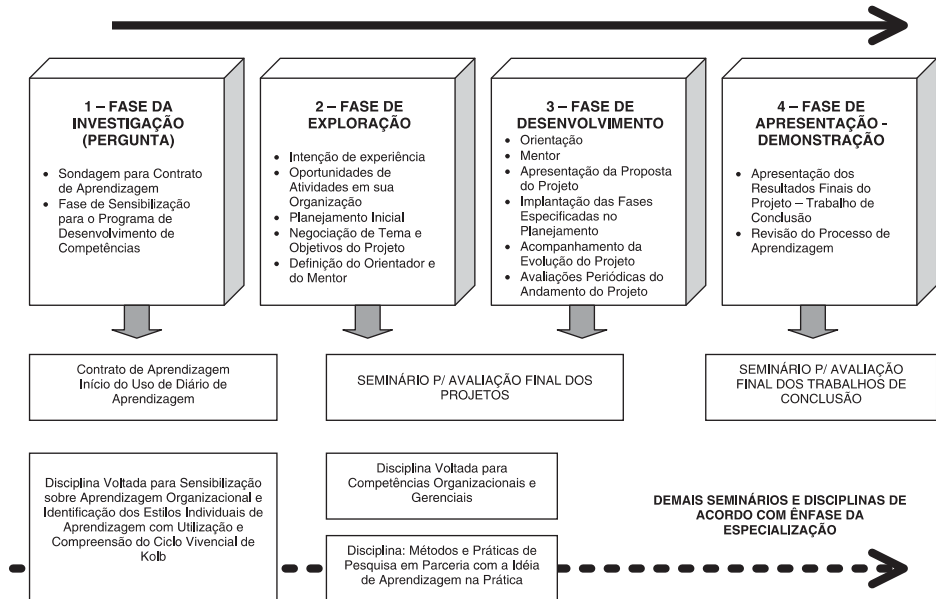 1 – FASE DA
INVESTIGAÇÃO
(PERGUNTA)
• Sondagem para Contrato
de Aprendizagem
• Fase de Sensibilização
para o Programa de
Desenvolvimento de
Competências
2 – FASE DE
EXPLORAÇÃO
• Intenção de experiência
• Oportunidades de
Atividades em sua
Organização
• Planejamento Inicial
• Negociação de Tema e
Objetivos do Projeto
• Definição do Orientador e
do Mentor
3 – FASE DE
DESENVOLVIMENTO
• Orientação
• Mentor
• Apresentação da Proposta
do Projeto
• Implantação das Fases
Especificadas no
Planejamento
• Acompanhamento da
Evolução do Projeto
• Avaliações Periódicas do
Andamento do Projeto
4 – FASE DE
APRESENTAÇÃO -
DEMONSTRAÇÃO
• Apresentação dos
Resultados Finais do
Projeto – Trabalho de
Conclusão
• Revisão do Processo de
Aprendizagem
Contrato de Aprendizagem
Início do Uso de Diário de
Aprendizagem
SEMINÁRIO P/ AVALIAÇÃO FINAL DOS
PROJETOS
SEMINÁRIO P/ AVALIAÇÃO
FINAL DOS TRABALHOS DE
CONCLUSÃO
Disciplina Voltada para Sensibilização
sobre Aprendizagem Organizacional e
Identificação dos Estilos Individuais de
Aprendizagem com Utilização e
Compreensão do Ciclo Vivencial de
Kolb
Disciplina Voltada para
Competências Organizacionais e
Gerenciais
Disciplina: Métodos e Práticas de
Pesquisa em Parceria com a Idéia
de Aprendizagem na Prática
DEMAIS SEMINÁRIOS E DISCIPLINAS DE
ACORDO COM ÊNFASE DA
ESPECIALIZAÇÃO